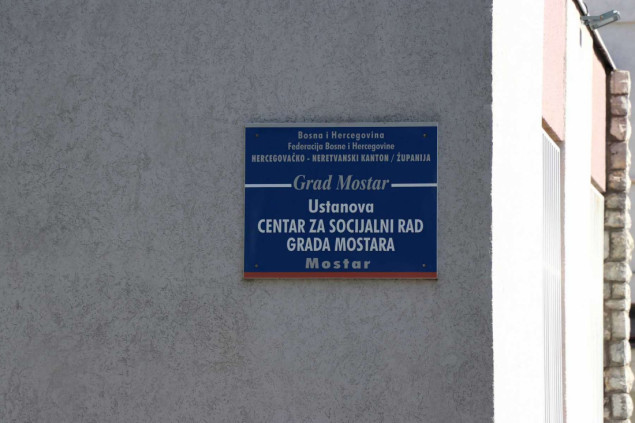 Bosna i Hercegovina
Federacija Bosne i Hercegovine
HERCEGOVAČKO - NERETVANSKI KANTON / ŽUPANIJA
Grad Mostar
Ustanova
CENTAR ZA SOCIJALNI RAD
GRADA MOSTARA
Mostar